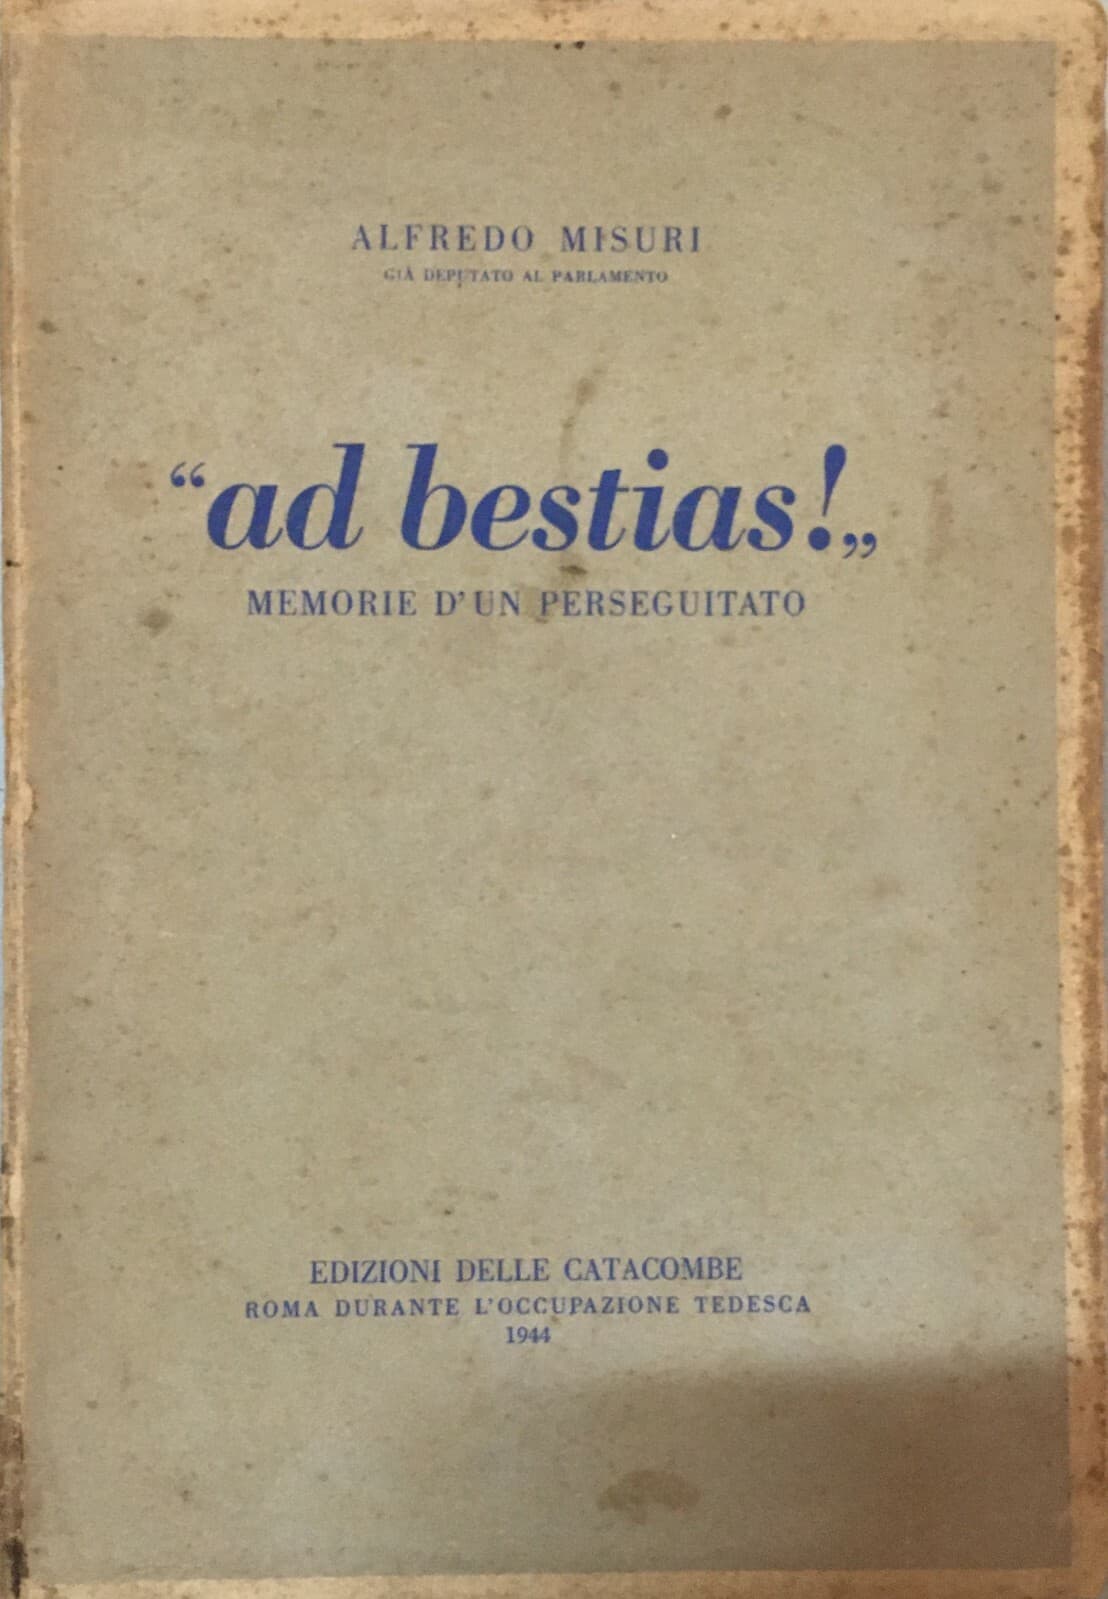 ALFREDO MISURI
GIÀ DEPUTATO AL PARLAMENTO
“ad bestias!„
MEMORIE D'UN PERSEGUITATO
EDIZIONI DELLE CATACOMBE
ROMA DURANTE L'OCCUPAZIONE TEDESCA
1944